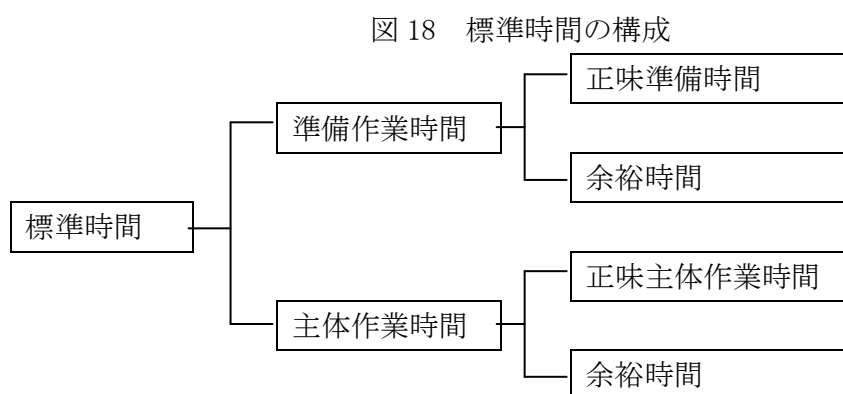 図 18 標準時間の構成
正味準備時間
準備作業時間
余裕時間
標準時間
正味主体作業時間
主体作業時間
余裕時間